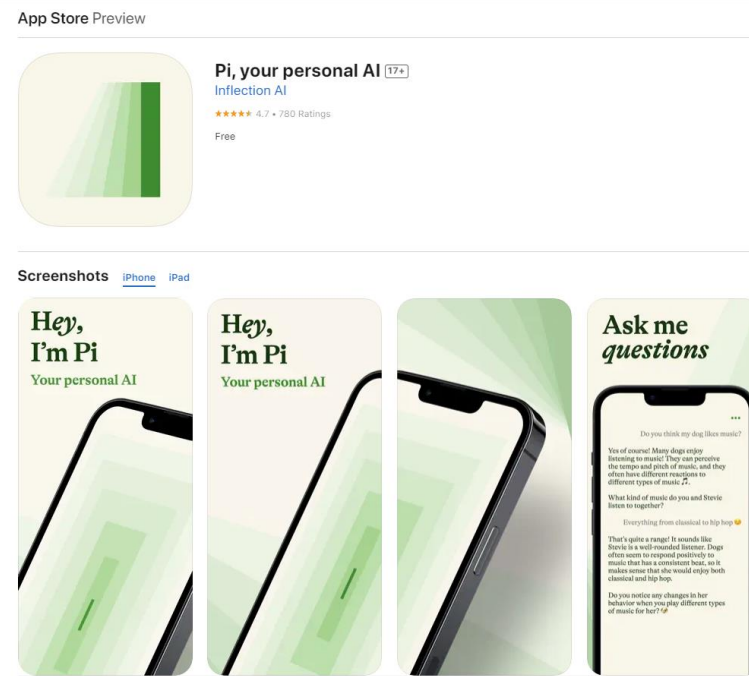 App Store Preview
Pi, your personal AI 17+
Inflection AI
4.7 • 780 Ratings
Free
Screenshots iPhone iPad
Hey,
I'm Pi
Your personal AI
Hey,
I'm Pi
Your personal AI
Ask me
questions
Do you think my dog likes music?
Yes of course! Many dogs enjoy
listening to music! They can perceive
the tempo and pitch of music, and they
often have different reactions to
different types of music 🎵.
What kind of music do you and Stevie
listen to together?
Everything from classical to hip hop 😊
That's quite a range! It sounds like
Stevie is a well-rounded listener. Dogs
often seem to respond positively to
music that has a consistent beat, so it
makes sense that she would enjoy both
classical and hip hop.
Do you notice any changes in her
behavior when you play different types
of music for her? 🐶